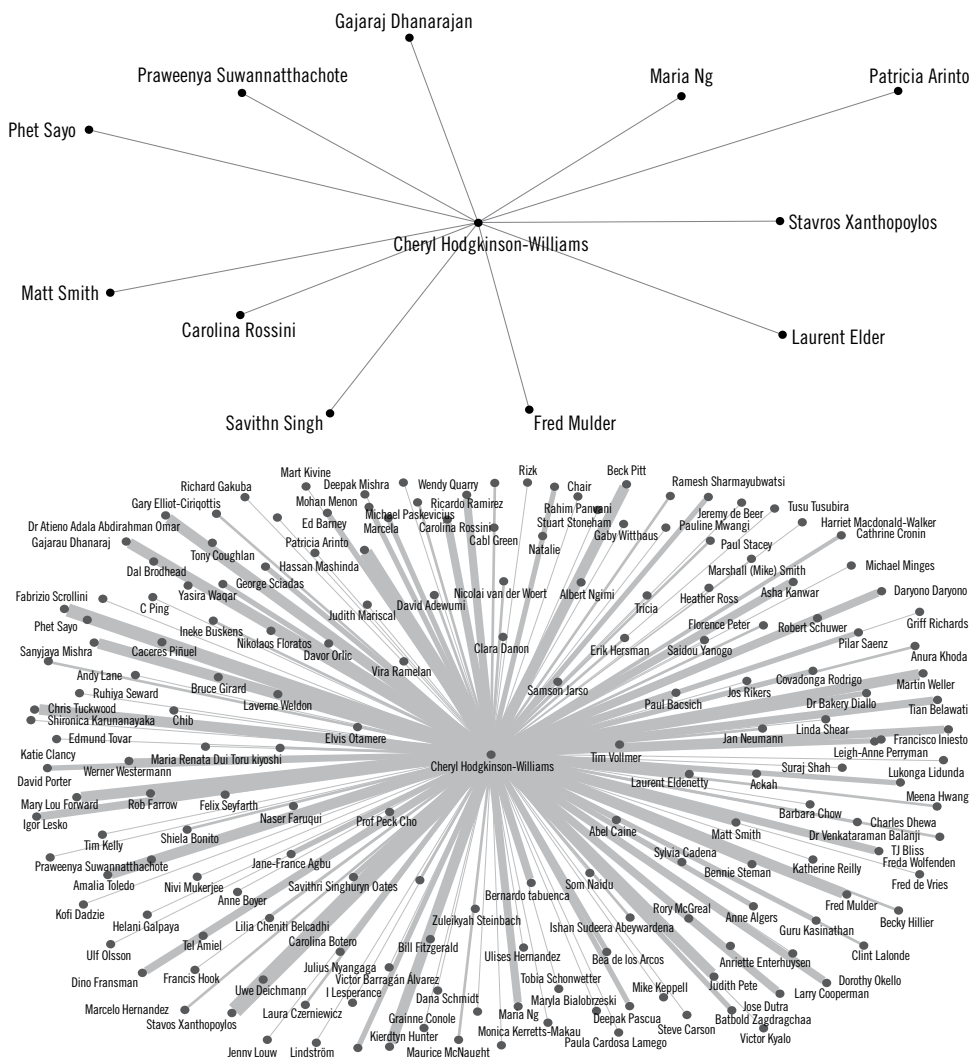 Gajaraj Dhanarajan
Praweenya Suwannatthachote
Maria Ng
Patricia Arinto
Phet Sayo
Stavros Xanthopoylos
Cheryl Hodgkinson-Williams
Matt Smith
Carolina Rossini
Laurent Elder
Savithn Singh
Fred Mulder
Mart Kivine
Rizk
Beck Pitt
Richard Gakuba
Deepak Mishra
Wendy Quarry
Chair
Ramesh Sharmayubwatsi
Gary Elliot-Ciriqottis
Mohan Menon
Ricardo Ramirez
Rahim Panwani
Jeremy de Beer
Tusu Tusubira
Dr Atieno Adala Abdirahman Omar
Ed Barney
Michael Paskevicius
Marcela
Carolina Rossini
Stuart Stoneham
Pauline Mwangi
Harriet Macdonald-Walker
Gajarau Dhanaraj
Tony Coughlan
Patricia Arinto
Cabl Green
Natalie
Gaby Witthaus
Paul Stacey
Cathrine Cronin
Dal Brodhead
Hassan Mashinda
Marshall (Mike) Smith
Michael Minges
Yasira Waqar
George Sciadas
Nicolai van der Woert
Albert Ngimi
Heather Ross
Asha Kwanwar
Daryono Daryono
Fabrizio Scrollini
C Ping
Judith Mariscal
David Adewumi
Tricia
Griff Richards
Phet Sayo
Ineke Buskens
Nikolaos Floratos
Florence Peter
Robert Schuwer
Sanyjaya Mishra
Caceres Piñuel
Davor Orlic
Clara Danon
Erik Hersman
Saidou Yanogo
Pilar Saenz
Anura Khoda
Andy Lane
Bruce Girard
Vira Ramelan
Covadonga Rodrigo
Martin Weller
Ruhiya Seward
Laverne Weldon
Samson Jarso
Paul Bacsich
Jos Rikers
Dr Bakery Diallo
Chris Tuckwood
Chib
Tian Belawati
Shironica Karunanayaka
Elvis Otamere
Linda Shear
Edmund Tovar
Jan Neumann
Francisco Iniesto
Katie Clancy
Maria Renata Dui Toru kiyoshi
Tim Vollmer
Leigh-Anne Perryman
Werner Westermann
Cheryl Hodgkinson-Williams
Suraj Shah
Lukonga Lidunda
David Porter
Laurent Eldenetty
Ackah
Meena Hwang
Mary Lou Forward
Rob Farrow
Felix Seyfarth
Barbara Chow
Igor Lesko
Naser Faruqui
Prof Peck Cho
Charles Dhewa
Tim Kelly
Shiela Bonito
Abel Caine
Matt Smith
Dr Venkataraman Balanji
TJ Bliss
Praweenya Suwannatthachote
Jane-France Agbu
Sylvia Cadena
Freda Wolfenden
Amalia Toledo
Nivi Mukerjee
Savithri Singhuryn Oates
Som Naidu
Bennie Steman
Katherine Reilly
Fred de Vries
Kofi Dadzie
Anne Boyer
Bernardo tabuenca
Fred Mulder
Helani Galpaya
Lilia Cheniti Belcadhi
Zuleikyah Steinbach
Rory McGreal
Anne Algers
Becky Hillier
Ishan Sudeera Abeywardena
Guru Kasinathan
Ulf Olsson
Tel Amiel
Carolina Botero
Bill Fitzgerald
Clint Lalonde
Ulises Hernandez
Bea de los Arcos
Anriette Enterhuysen
Dino Fransman
Francis Hook
Julius Nyangaga
Victor Barragán Álvarez
Tobia Schonwetter
Mike Keppell
Judith Pete
Dorothy Okello
Uwe Deichmann
I Lesperance
Dana Schmidt
Maryla Bialobrzeski
Jose Dutra
Larry Cooperman
Marcelo Hernandez
Stavos Xanthopoylos
Laura Czerniewicz
Grainne Conole
Maria Ng
Deepak Pascua
Steve Carson
Batbold Zagdragchaa
Kierdtyn Hunter
Monica Kerretts-Makau
Paula Cardosa Lamego
Victor Kyalo
Jenny Louw
Lindström
Maurice McNaught